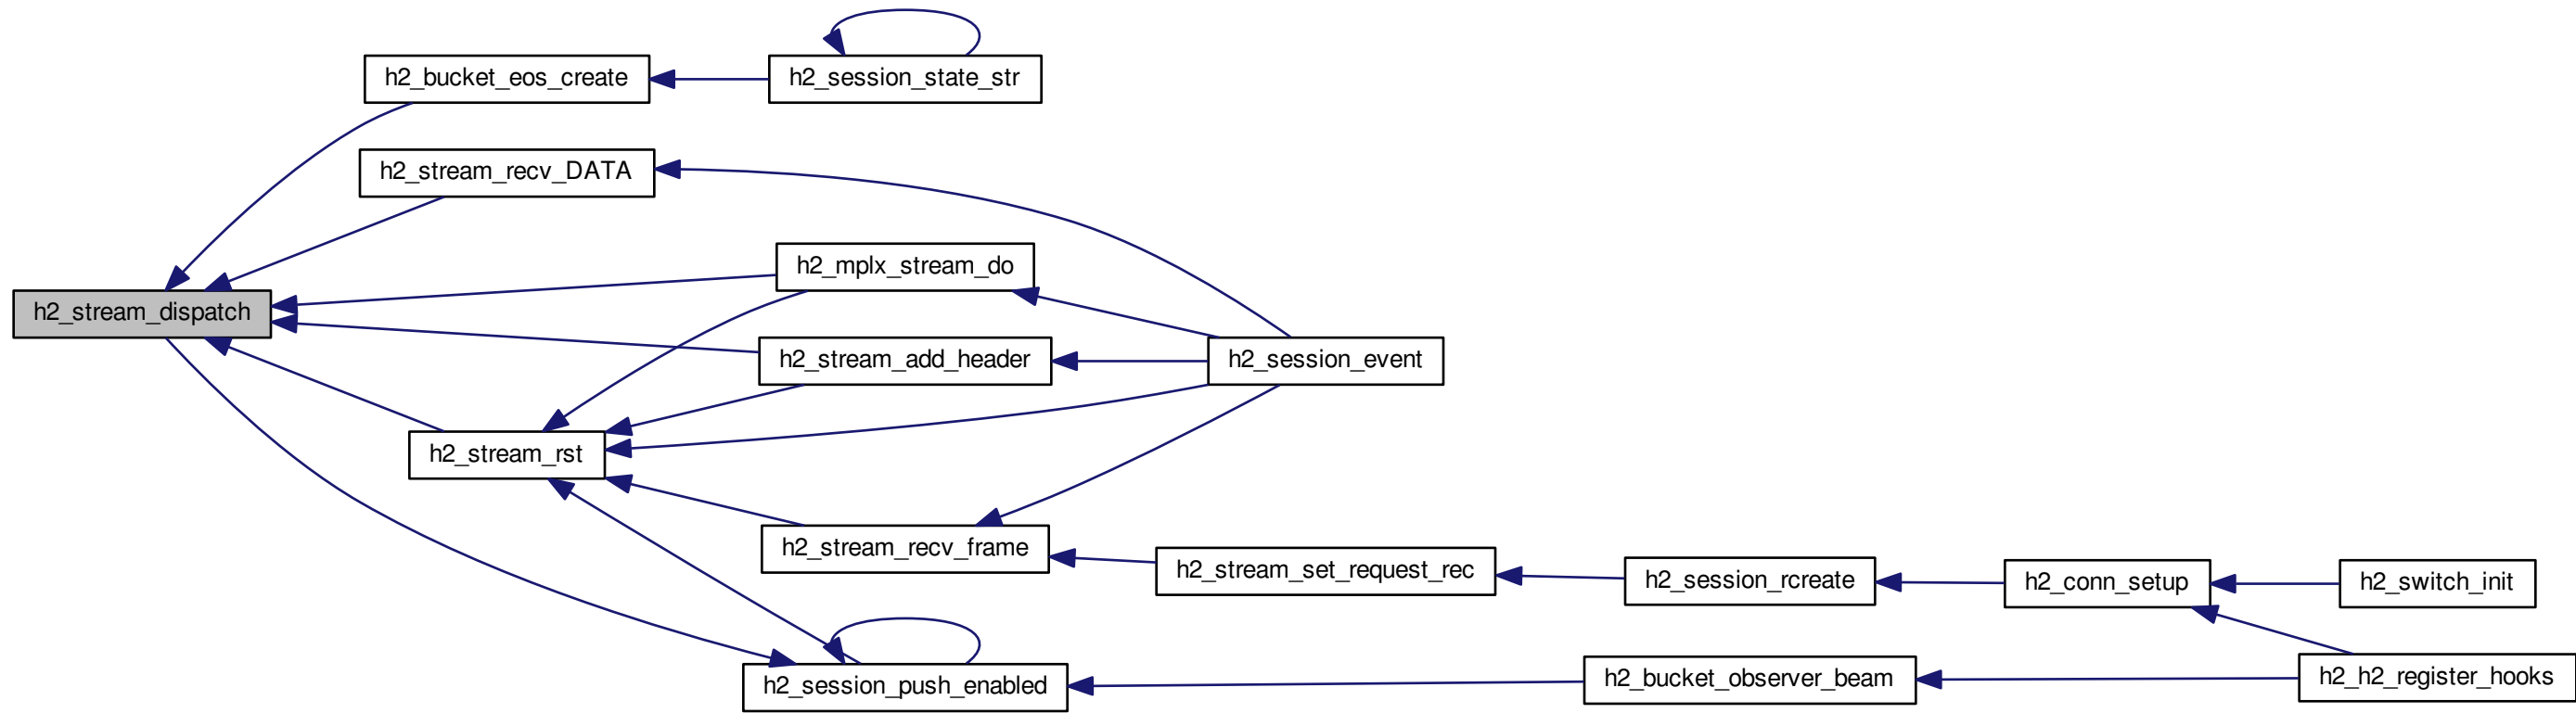 h2_bucket_eos_create
h2_session_state_str
h2_stream_recv_DATA
h2_mplx_stream_do
h2_stream_dispatch
h2_stream_add_header
h2_session_event
h2_stream_rst
h2_stream_recv_frame
h2_stream_set_request_rec
h2_session_rcreate
h2_conn_setup
h2_switch_init
h2_session_push_enabled
h2_bucket_observer_beam
h2_h2_register_hooks